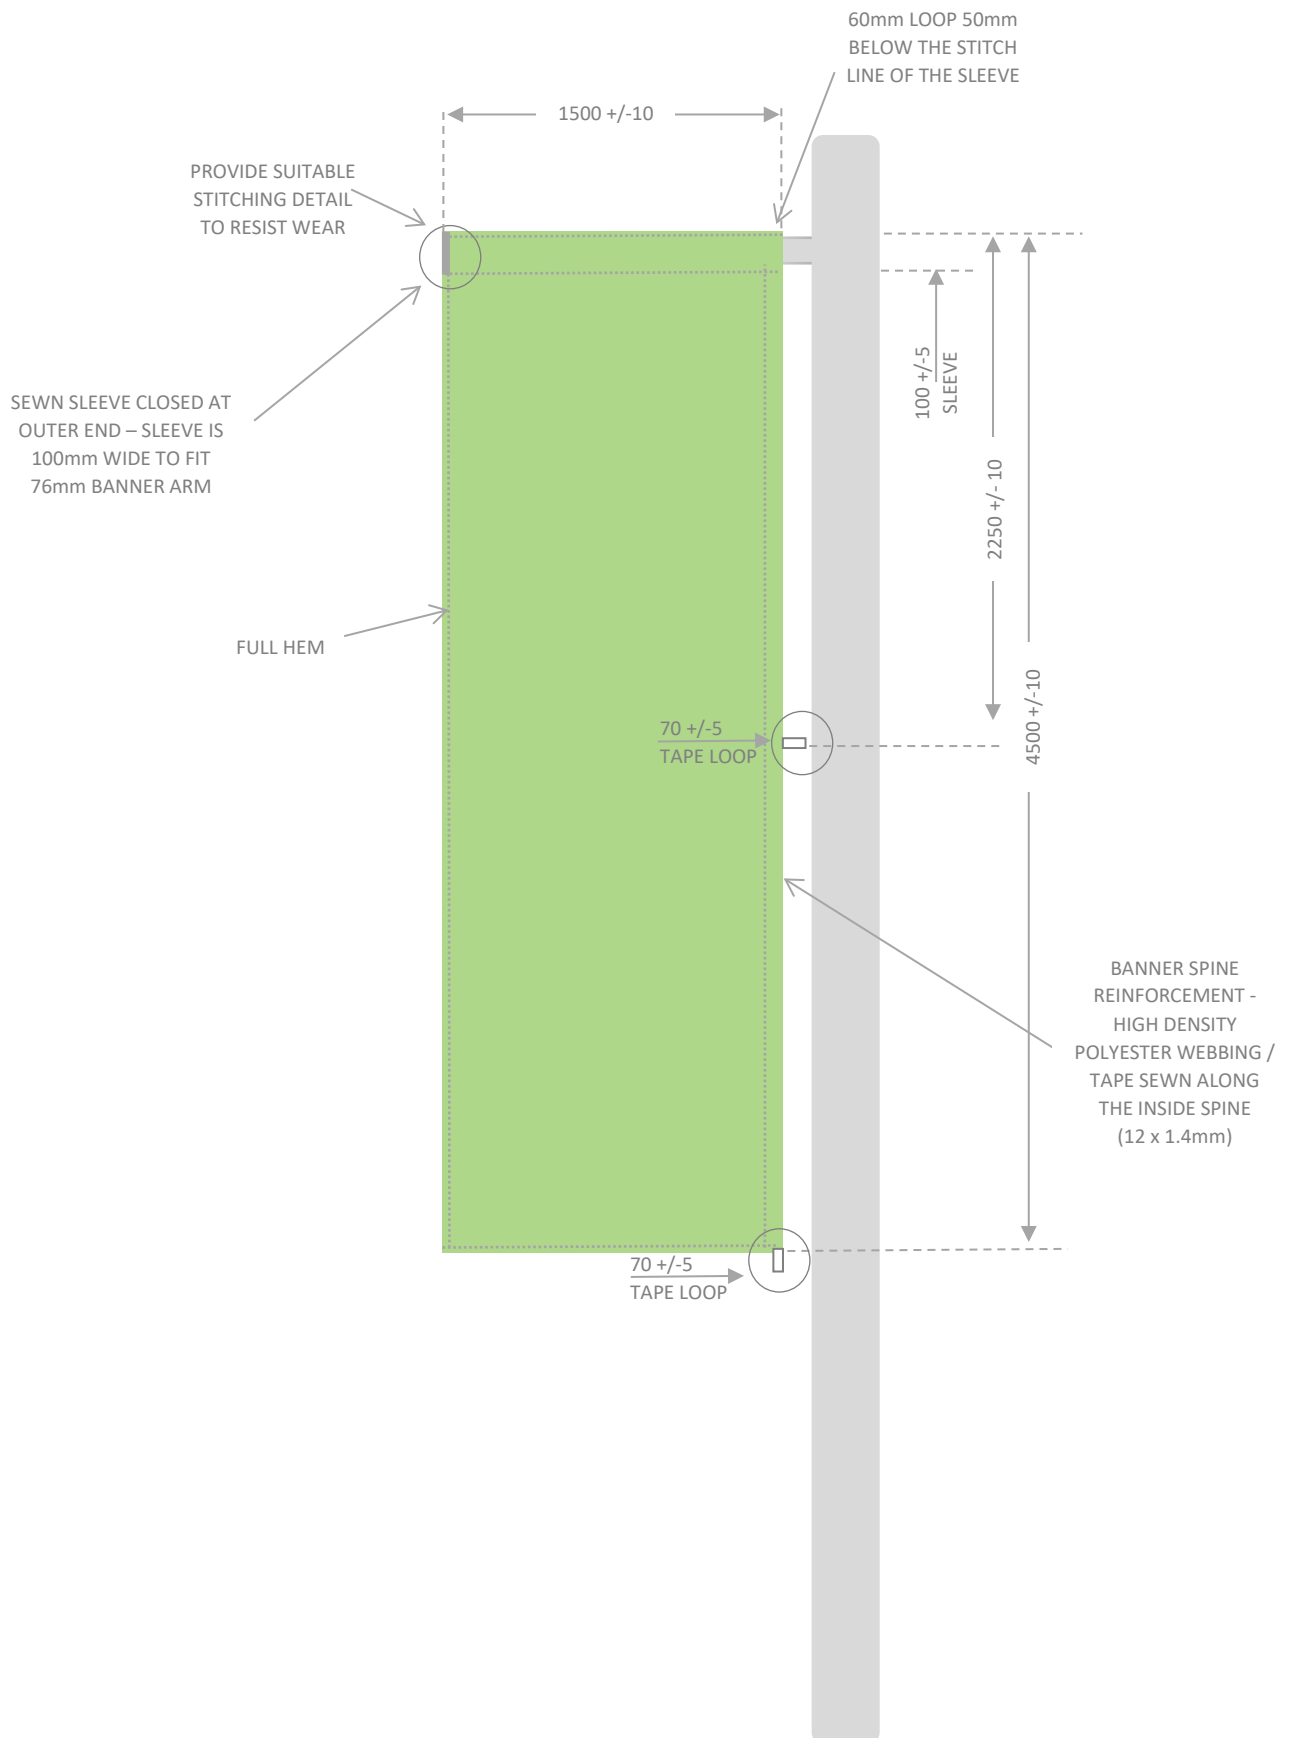 60mm LOOP 50mm
BELOW THE STITCH
LINE OF THE SLEEVE
1500 +/-10
PROVIDE SUITABLE
STITCHING DETAIL
TO RESIST WEAR
SEWN SLEEVE CLOSED AT
OUTER END – SLEEVE IS
100mm WIDE TO FIT
76mm BANNER ARM
100 +/-5
SLEEVE
2250 +/- 10
4500 +/-10
FULL HEM
70 +/-5
TAPE LOOP
BANNER SPINE
REINFORCEMENT -
HIGH DENSITY
POLYESTER WEBBING /
TAPE SEWN ALONG
THE INSIDE SPINE
(12 x 1.4mm)
70 +/-5
TAPE LOOP